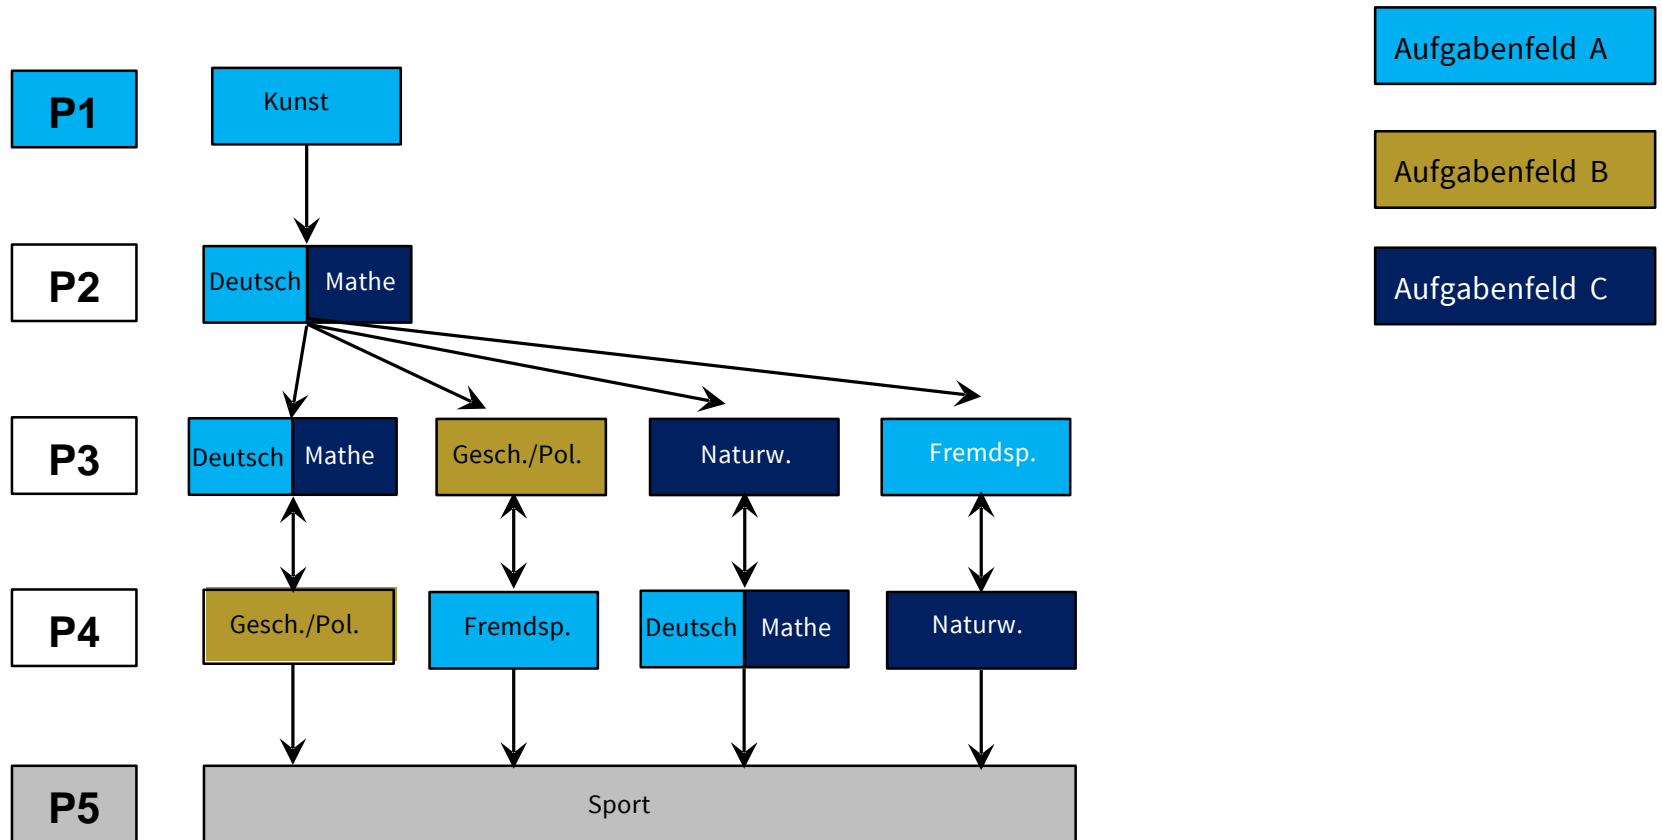 Aufgabenfeld A
P1
Kunst
Aufgabenfeld B
P2
Deutsch
Mathe
Aufgabenfeld C
P3
Deutsch
Mathe
Gesch./Pol.
Naturw.
Fremdsp.
P4
Gesch./Pol.
Fremdsp.
Deutsch
Mathe
Naturw.
P5
Sport